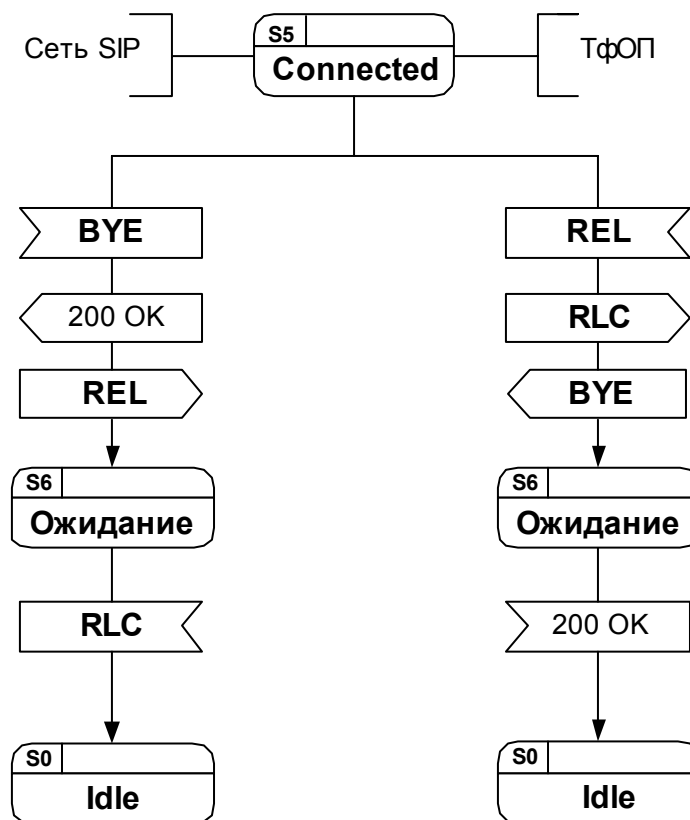 Сеть SIP
S5
Connected
ТфОП
BYE
REL
200 OK
RLC
REL
BYE
S6
Ожидание
S6
Ожидание
RLC
200 OK
S0
Idle
S0
Idle